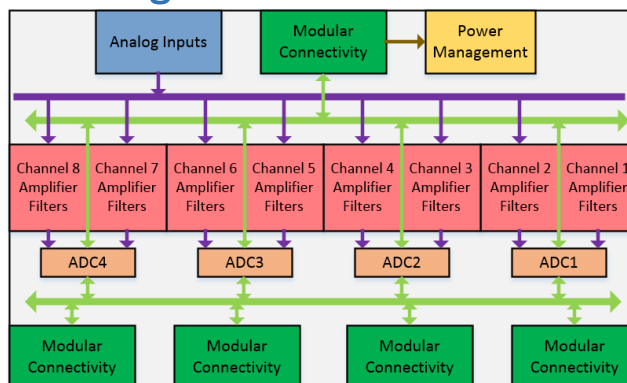 Analog Inputs
Modular
Connectivity
Power
Management
Channel 8
Amplifier
Filters
Channel 7
Amplifier
Filters
Channel 6
Amplifier
Filters
Channel 5
Amplifier
Filters
Channel 4
Amplifier
Filters
Channel 3
Amplifier
Filters
Channel 2
Amplifier
Filters
Channel 1
Amplifier
Filters
ADC4
ADC3
ADC2
ADC1
Modular
Connectivity
Modular
Connectivity
Modular
Connectivity
Modular
Connectivity